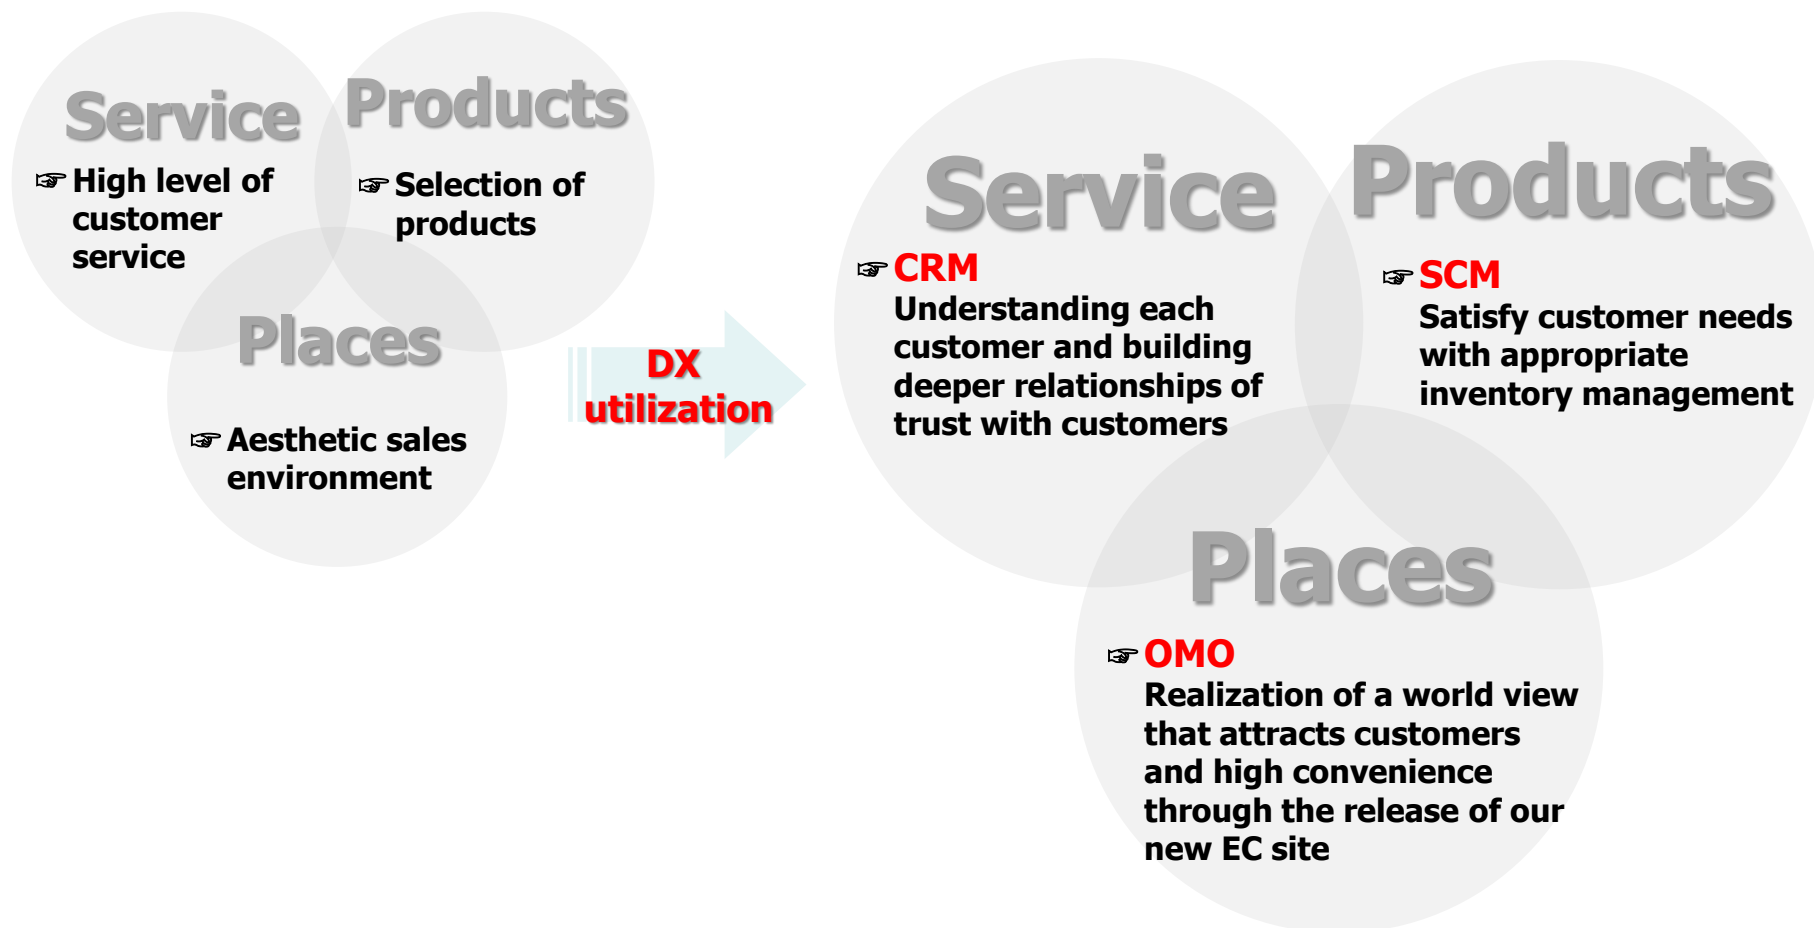 Service
☞ High level of
customer
service
Products
☞ Selection of
products
Places
☞ Aesthetic sales
environment
DX
utilization
Service
☞ CRM
Understanding each
customer and building
deeper relationships of
trust with customers
Products
☞ SCM
Satisfy customer needs
with appropriate
inventory management
Places
☞ OMO
Realization of a world view
that attracts customers
and high convenience
through the release of our
new EC site